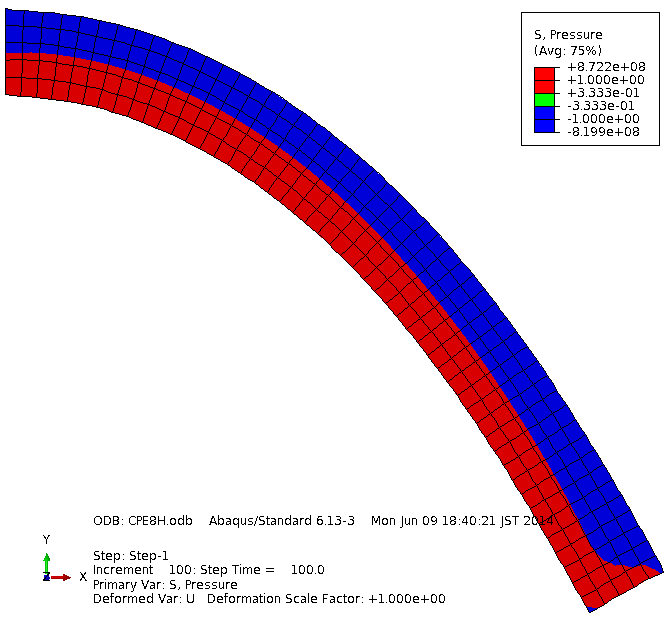 S, Pressure
(Avg: 75%)
+8.722e+08
+1.000e+00
+3.333e-01
-3.333e-01
-1.000e+00
-8.199e+08
ODB: CPE8H.odb    Abaqus/Standard 6.13-3    Mon Jun 09 18:40:21 JST 2014
Y
Z X
Step: Step-1
Increment    100: Step Time =    100.0
Primary Var: S, Pressure
Deformed Var: U   Deformation Scale Factor: +1.000e+00